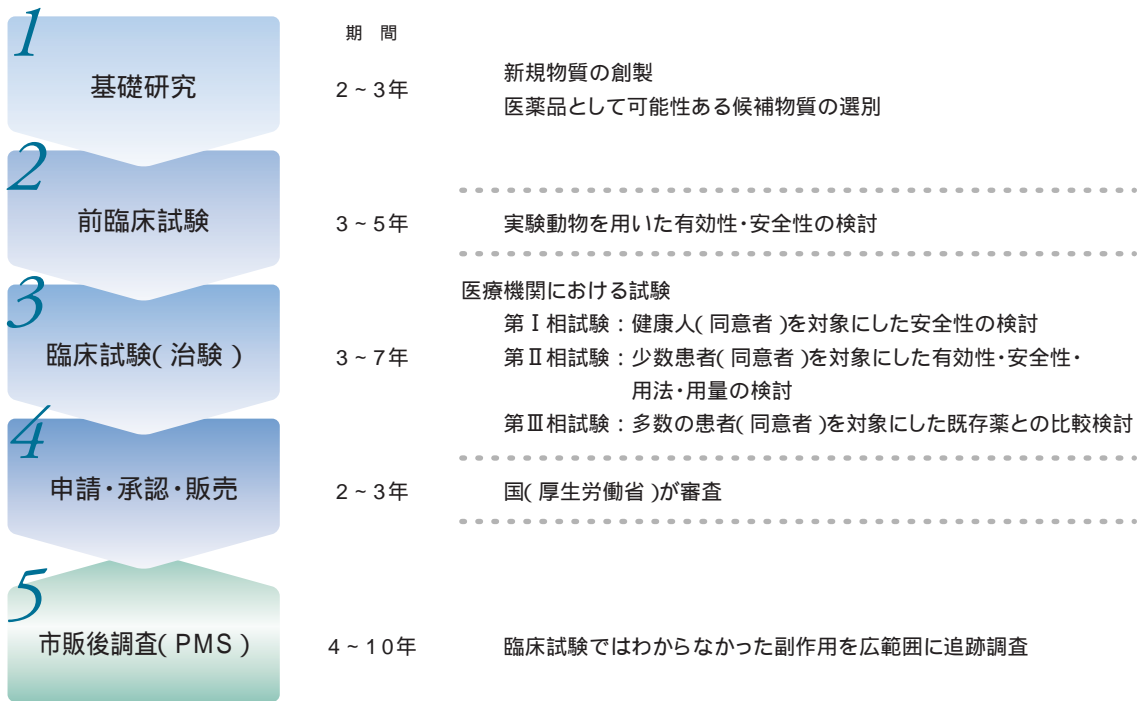 期 間
1
基礎研究
2~3年
新規物質の創製
医薬品として可能性ある候補物質の選別
2
前臨床試験
3~5年
実験動物を用いた有効性・安全性の検討
3
臨床試験(治験)
3~7年
医療機関における試験
第Ⅰ相試験:健康人(同意者)を対象にした安全性の検討
第Ⅱ相試験:少数患者(同意者)を対象にした有効性・安全性・
用法・用量の検討
第Ⅲ相試験:多数の患者(同意者)を対象にした既存薬との比較検討
4
申請・承認・販売
2~3年
国(厚生労働省)が審査
5
市販後調査(PMS)
4~10年
臨床試験ではわからなかった副作用を広範囲に追跡調査